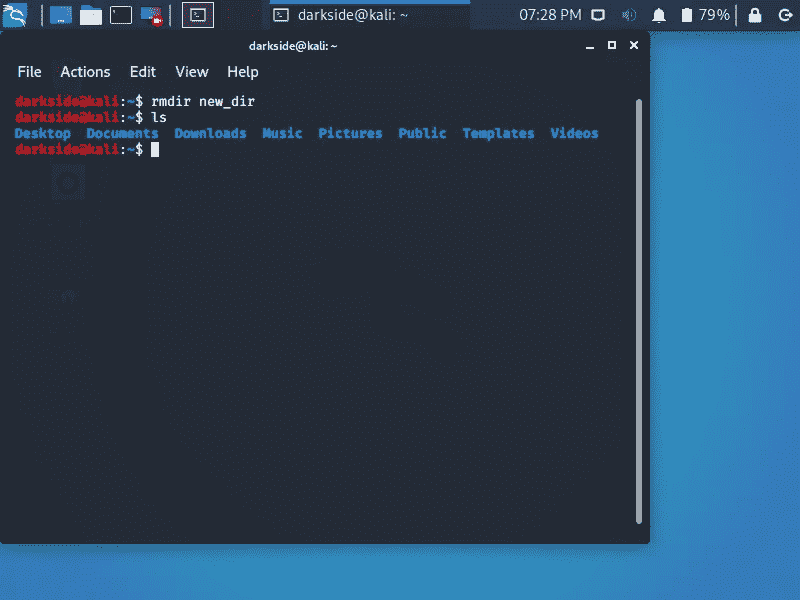 darkside@kali: ~ 07:28 PM 79%
darkside@kali:~
File Actions Edit View Help
darkside@kali:~$ rmdir new_dir
darkside@kali:~$ ls
Desktop Documents Downloads Music Pictures Public Templates Videos
darkside@kali:~$